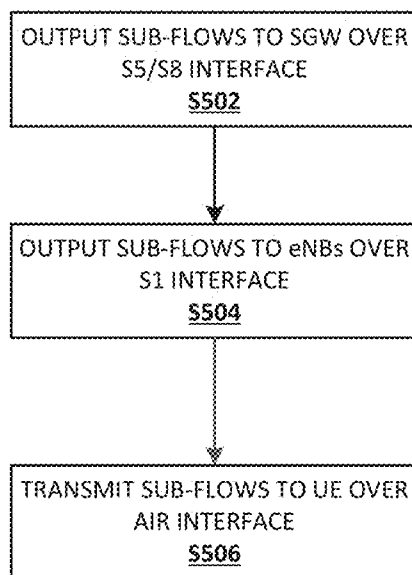 OUTPUT SUB-FLOWS TO SGW OVER
S5/S8 INTERFACE
S502
OUTPUT SUB-FLOWS TO eNBs OVER
S1 INTERFACE
S504
TRANSMIT SUB-FLOWS TO UE OVER
AIR INTERFACE
S506